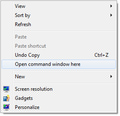 View
Sort by
Refresh
Paste
Paste shortcut
Undo Copy Ctrl+Z
Open command window here
New
Screen resolution
Gadgets
Personalize